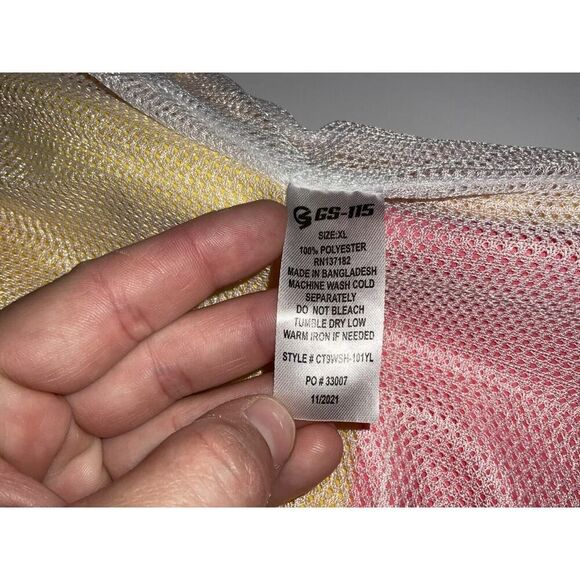 GS-115
SIZE:XL
100% POLYESTER
RN137182
MADE IN BANGLADESH
MACHINE WASH COLD
SEPARATELY
DO NOT BLEACH
TUMBLE DRY LOW
WARM IRON IF NEEDED
STYLE # CT9WSH-101YL
PO # 33007
11/2021